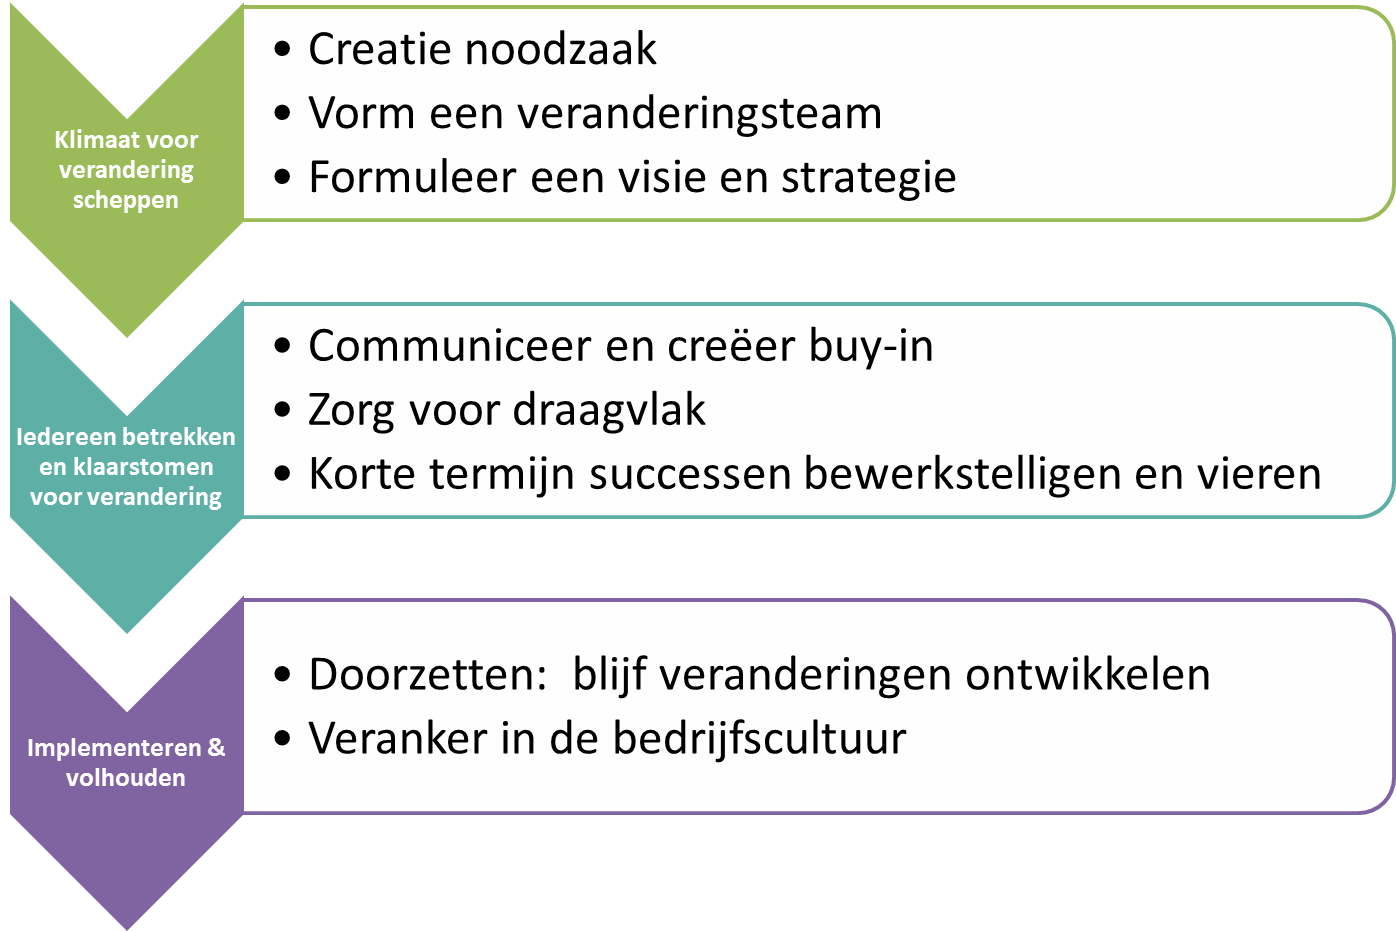 Klimaat voor
verandering
scheppen
• Creatie noodzaak
• Vorm een veranderingsteam
• Formuleer een visie en strategie
Iedereen betrekken
en klaarstomen
voor verandering
• Communiceer en creëer buy-in
• Zorg voor draagvlak
• Korte termijn successen bewerkstelligen en vieren
Implementeren &
volhouden
• Doorzetten:  blijf veranderingen ontwikkelen
• Veranker in de bedrijfscultuur